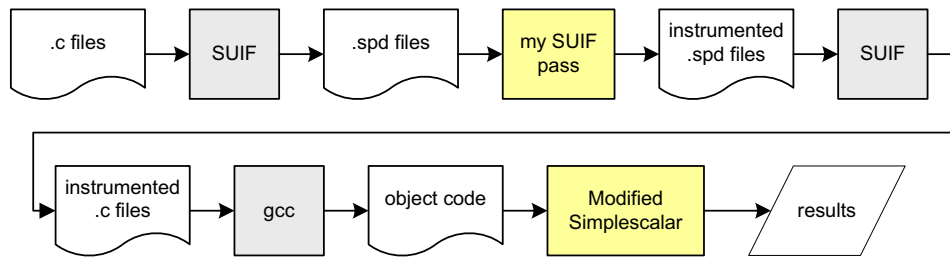 .c files
SUIF
.spd files
my SUIF
pass
instrumented
.spd files
SUIF
instrumented
.c files
gcc
object code
Modified
Simplescalar
results